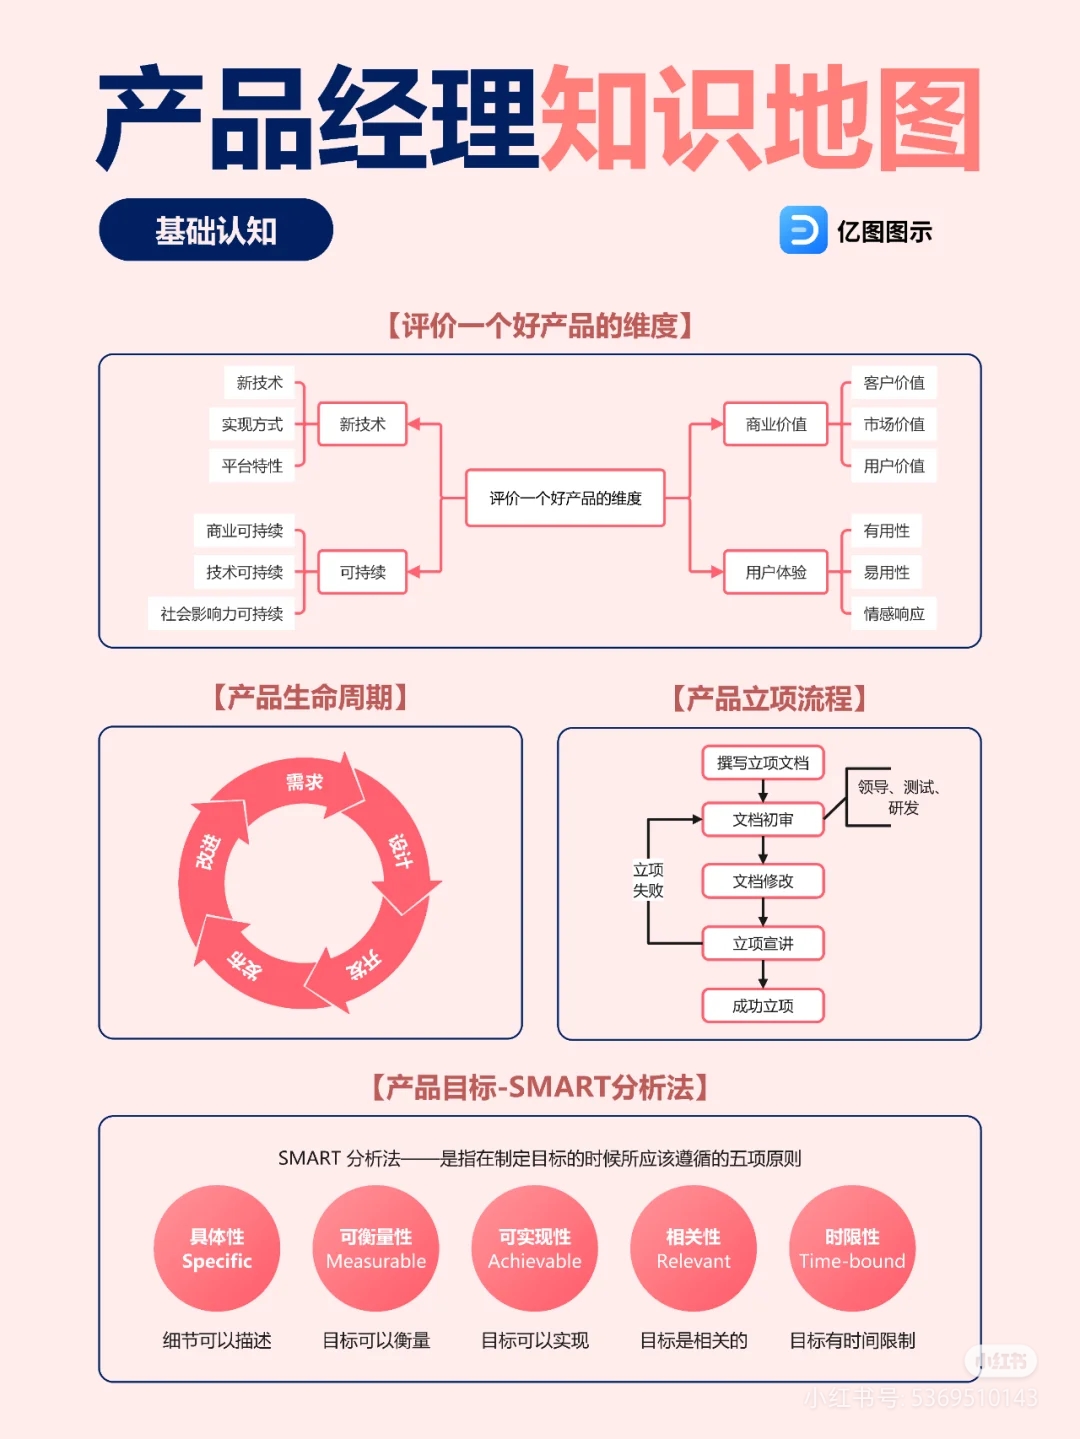 产品经理知识地图
基础认知
亿图图示
【评价一个好产品的维度】
新技术
实现方式
平台特性
新技术
商业可持续
技术可持续
社会影响力可持续
可持续
评价一个好产品的维度
商业价值
客户价值
市场价值
用户价值
用户体验
有用性
易用性
情感响应
【产品生命周期】
需求
设计
开发
发布
改进
【产品立项流程】
撰写立项文档
文档初审
领导、测试、
研发
立项
失败
文档修改
立项宣讲
成功立项
【产品目标-SMART分析法】
SMART 分析法——是指在制定目标的时候所应该遵循的五项原则
具体性
Specific
细节可以描述
可衡量性
Measurable
目标可以衡量
可实现性
Achievable
目标可以实现
相关性
Relevant
目标是相关的
时限性
Time-bound
目标有时间限制
小红书
小红书号: 5369510143